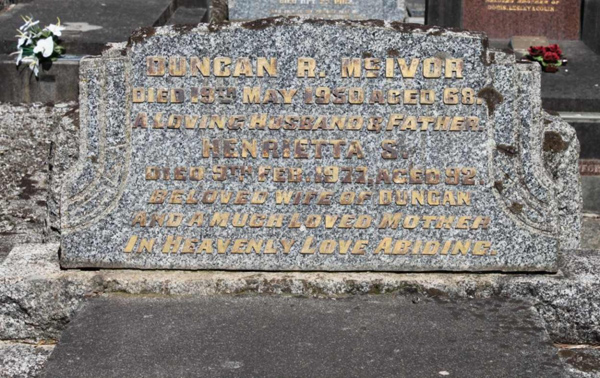 DUNCAN R. McIVOR
DIED 19TH MAY 1950, AGED 68.
A LOVING HUSBAND & FATHER.
HENRIETTA S.
DIED 9TH FEB. 1977, AGED 92.
BELOVED WIFE OF DUNCAN
AND A MUCH LOVED MOTHER.
IN HEAVENLY LOVE ABIDING.